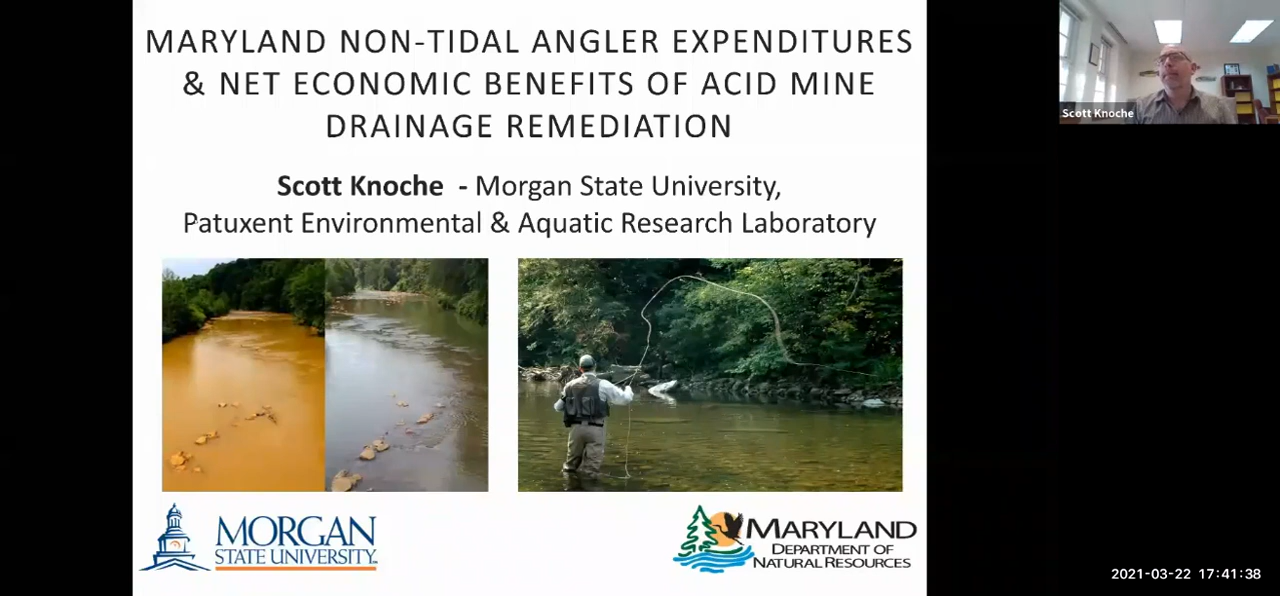 MARYLAND NON-TIDAL ANGLER EXPENDITURES
& NET ECONOMIC BENEFITS OF ACID MINE
DRAINAGE REMEDIATION
Scott Knoche - Morgan State University,
Patuxent Environmental & Aquatic Research Laboratory
MORGAN
STATE UNIVERSITY
MARYLAND
DEPARTMENT OF
NATURAL RESOURCES
Scott Knoche
2021-03-22 17:41:38